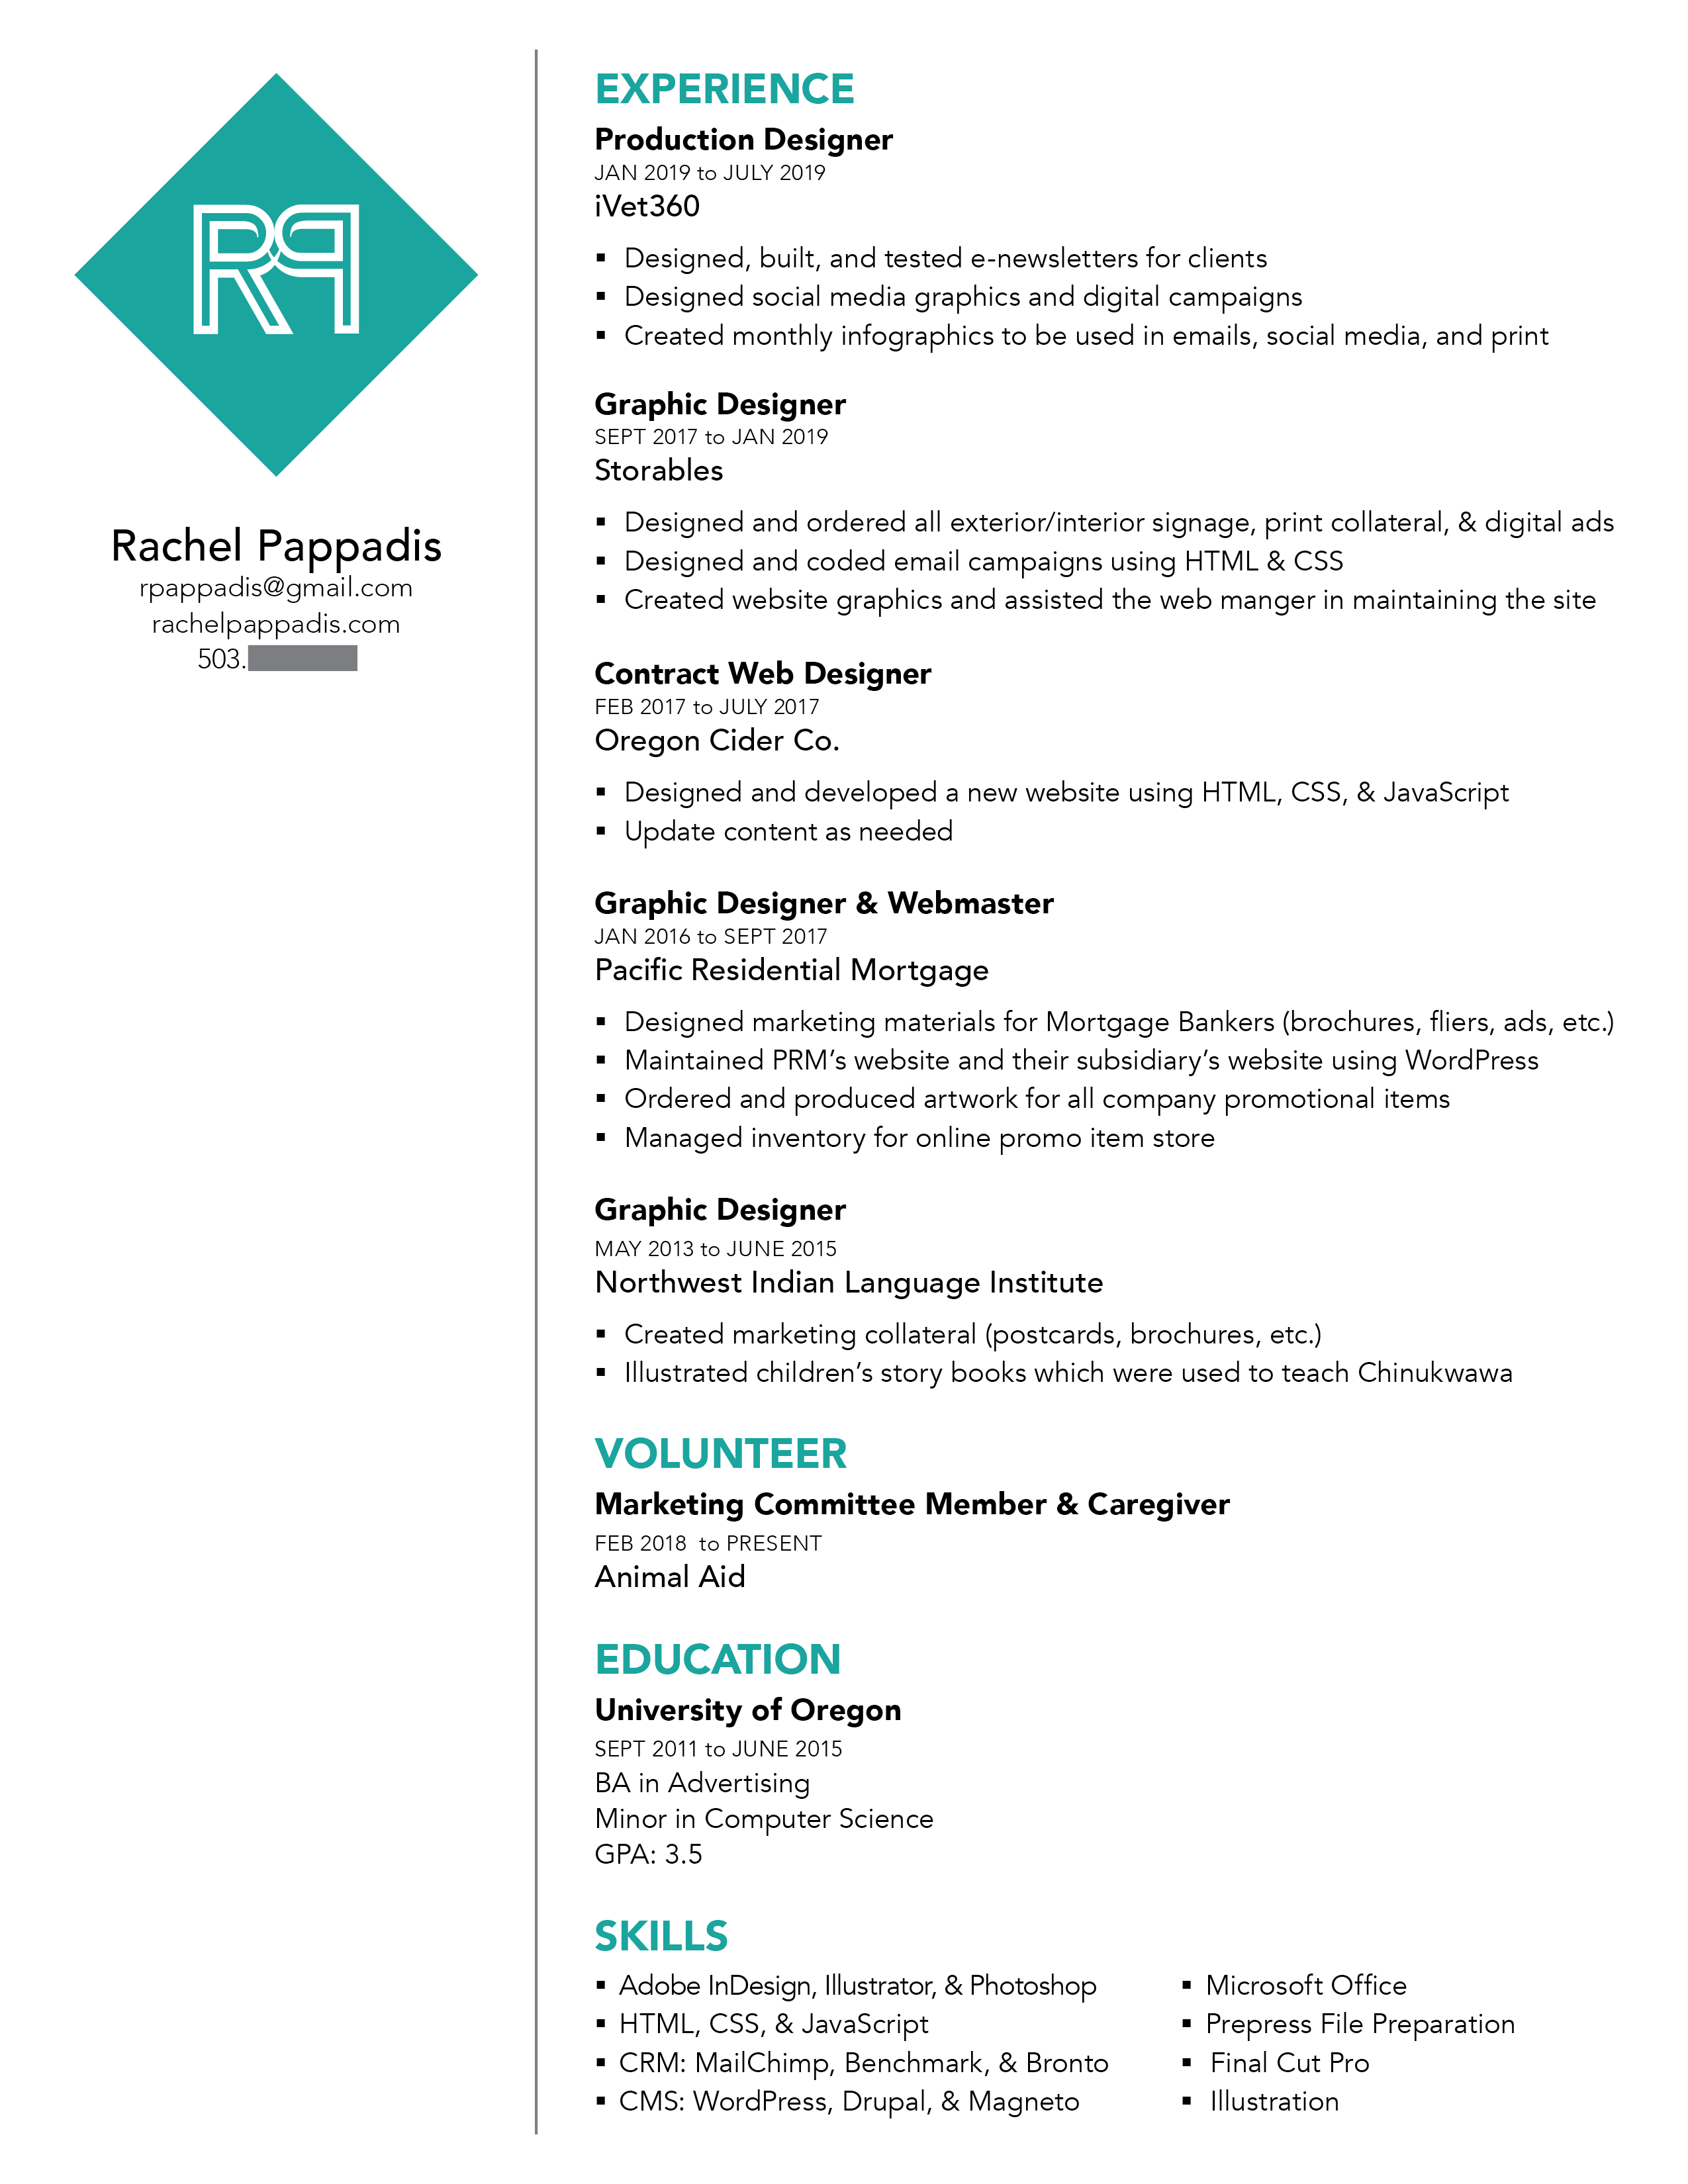 RP
Rachel Pappadis
rpappadis@gmail.com
rachelpappadis.com
503.
EXPERIENCE
Production Designer
JAN 2019 to JULY 2019
iVet360
▪ Designed, built, and tested e-newsletters for clients
▪ Designed social media graphics and digital campaigns
▪ Created monthly infographics to be used in emails, social media, and print
Graphic Designer
SEPT 2017 to JAN 2019
Storables
▪ Designed and ordered all exterior/interior signage, print collateral, & digital ads
▪ Designed and coded email campaigns using HTML & CSS
▪ Created website graphics and assisted the web manger in maintaining the site
Contract Web Designer
FEB 2017 to JULY 2017
Oregon Cider Co.
▪ Designed and developed a new website using HTML, CSS, & JavaScript
▪ Update content as needed
Graphic Designer & Webmaster
JAN 2016 to SEPT 2017
Pacific Residential Mortgage
▪ Designed marketing materials for Mortgage Bankers (brochures, fliers, ads, etc.)
▪ Maintained PRM’s website and their subsidiary’s website using WordPress
▪ Ordered and produced artwork for all company promotional items
▪ Managed inventory for online promo item store
Graphic Designer
MAY 2013 to JUNE 2015
Northwest Indian Language Institute
▪ Created marketing collateral (postcards, brochures, etc.)
▪ Illustrated children’s story books which were used to teach Chinukwawa
VOLUNTEER
Marketing Committee Member & Caregiver
FEB 2018 to PRESENT
Animal Aid
EDUCATION
University of Oregon
SEPT 2011 to JUNE 2015
BA in Advertising
Minor in Computer Science
GPA: 3.5
SKILLS
▪ Adobe InDesign, Illustrator, & Photoshop
▪ HTML, CSS, & JavaScript
▪ CRM: MailChimp, Benchmark, & Bronto
▪ CMS: WordPress, Drupal, & Magneto
▪ Microsoft Office
▪ Prepress File Preparation
▪ Final Cut Pro
▪ Illustration